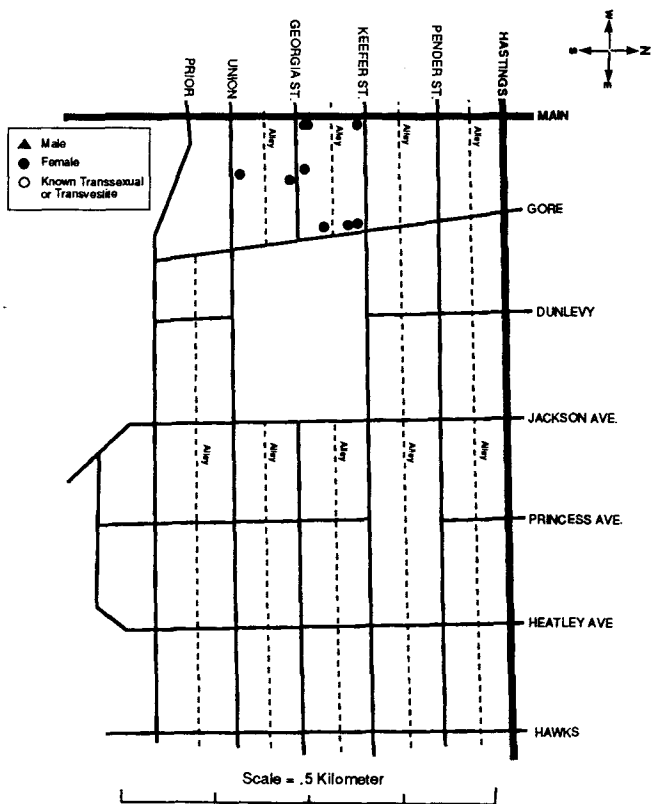 W
S
N
E
PRIOR
UNION
GEORGIA ST.
KEEFER ST.
PENDER ST.
HASTINGS
MAIN
Alley
Alley
Alley
Alley
Male
Female
Known Transsexual
or Transvestite
GORE
DUNLEVY
JACKSON AVE.
Alley
Alley
Alley
Alley
Alley
PRINCESS AVE.
HEATLEY AVE
HAWKS
Scale = .5 Kilometer